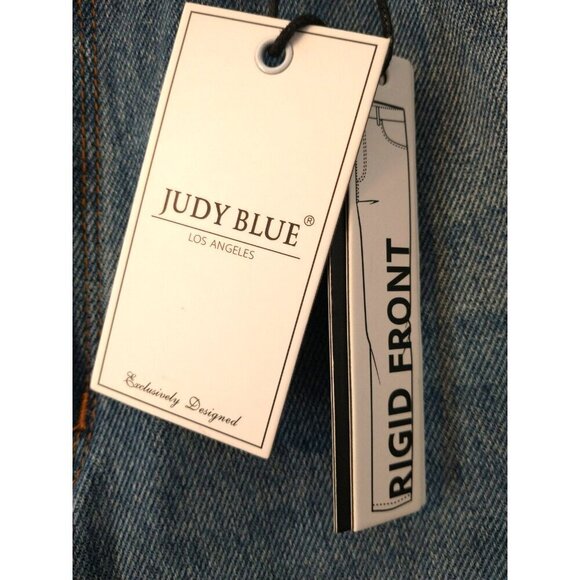 JUDY BLUE®
LOS ANGELES
Exclusively Designed
RIGID FRONT